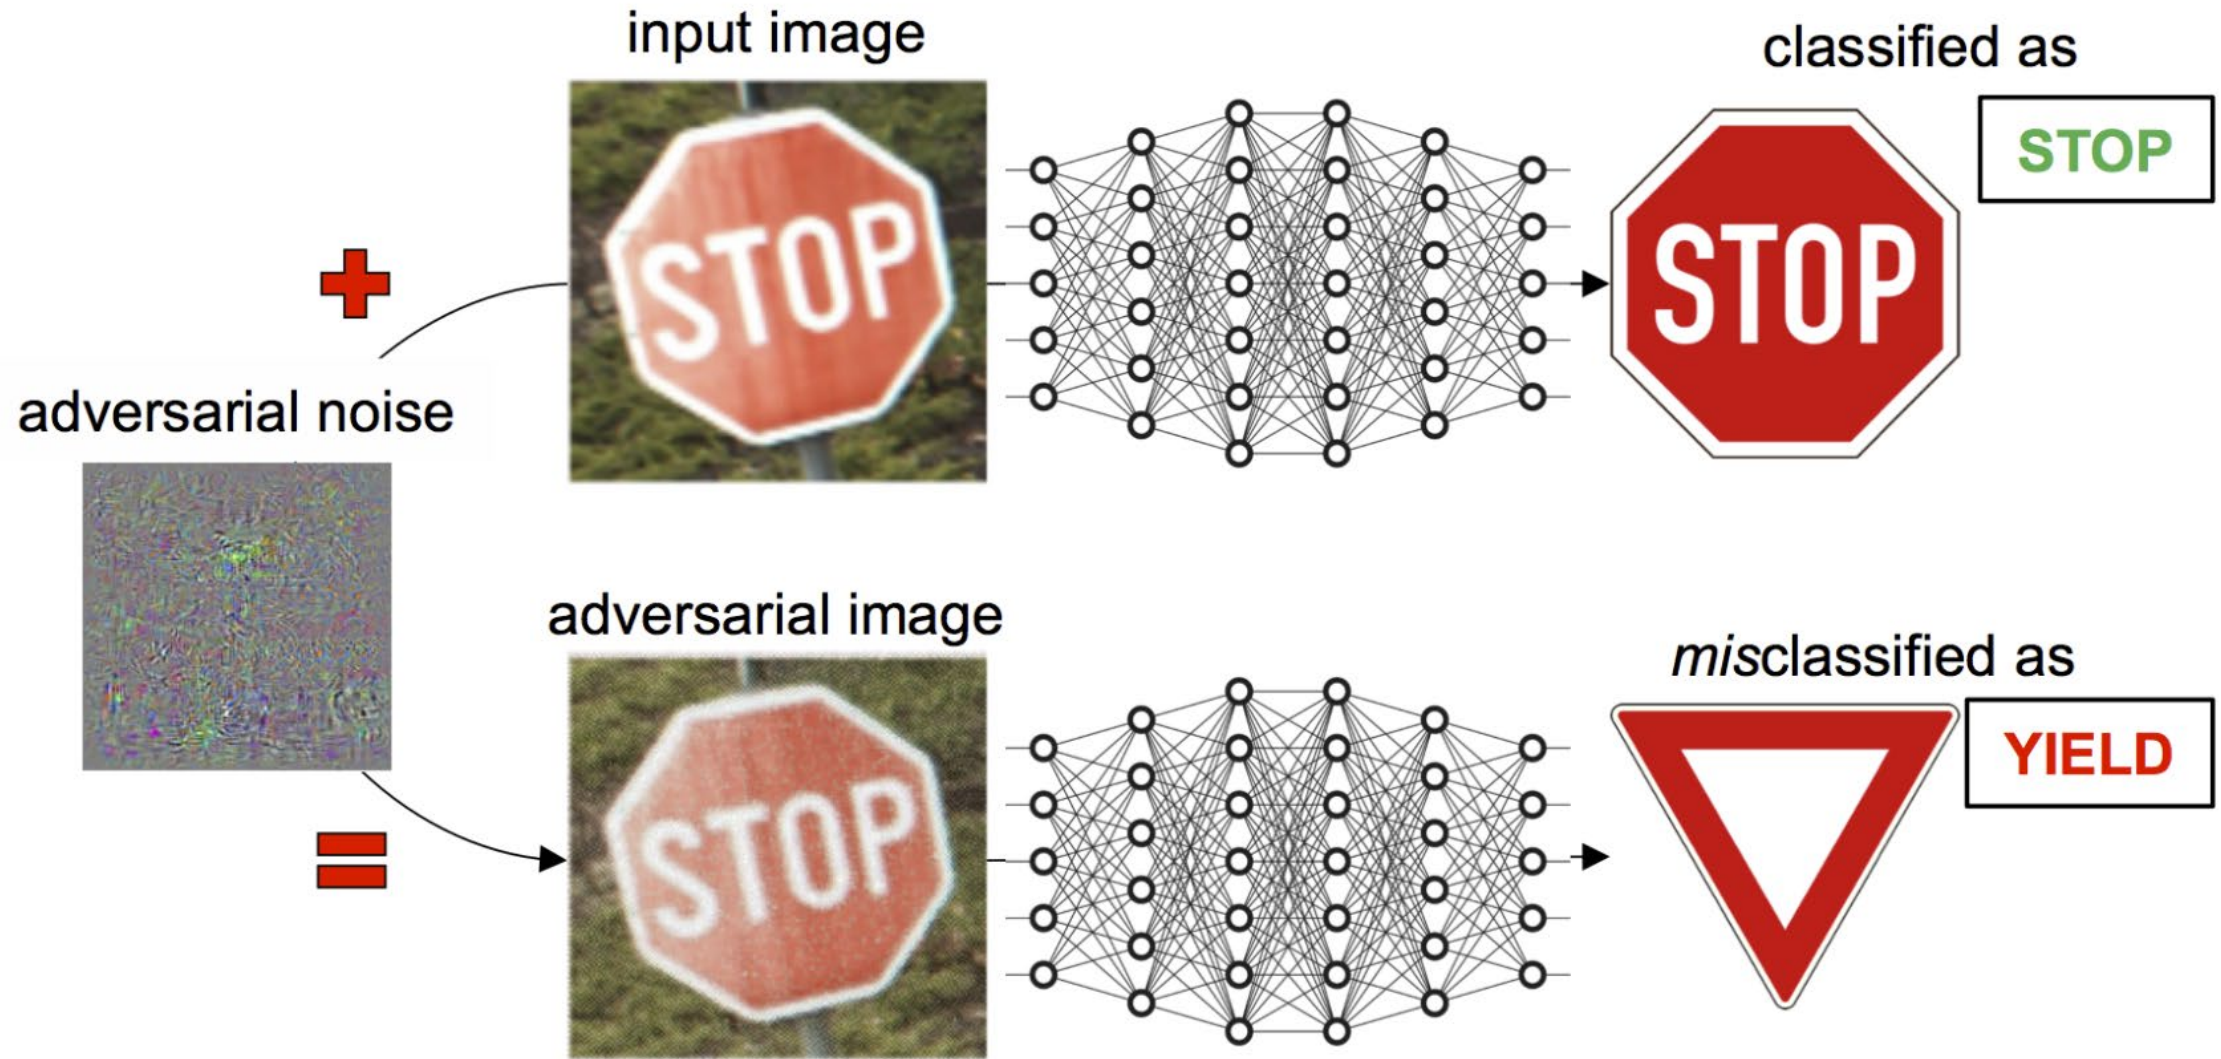 input image
STOP
classified as
STOP
STOP
adversarial noise
adversarial image
STOP
misclassified as
YIELD